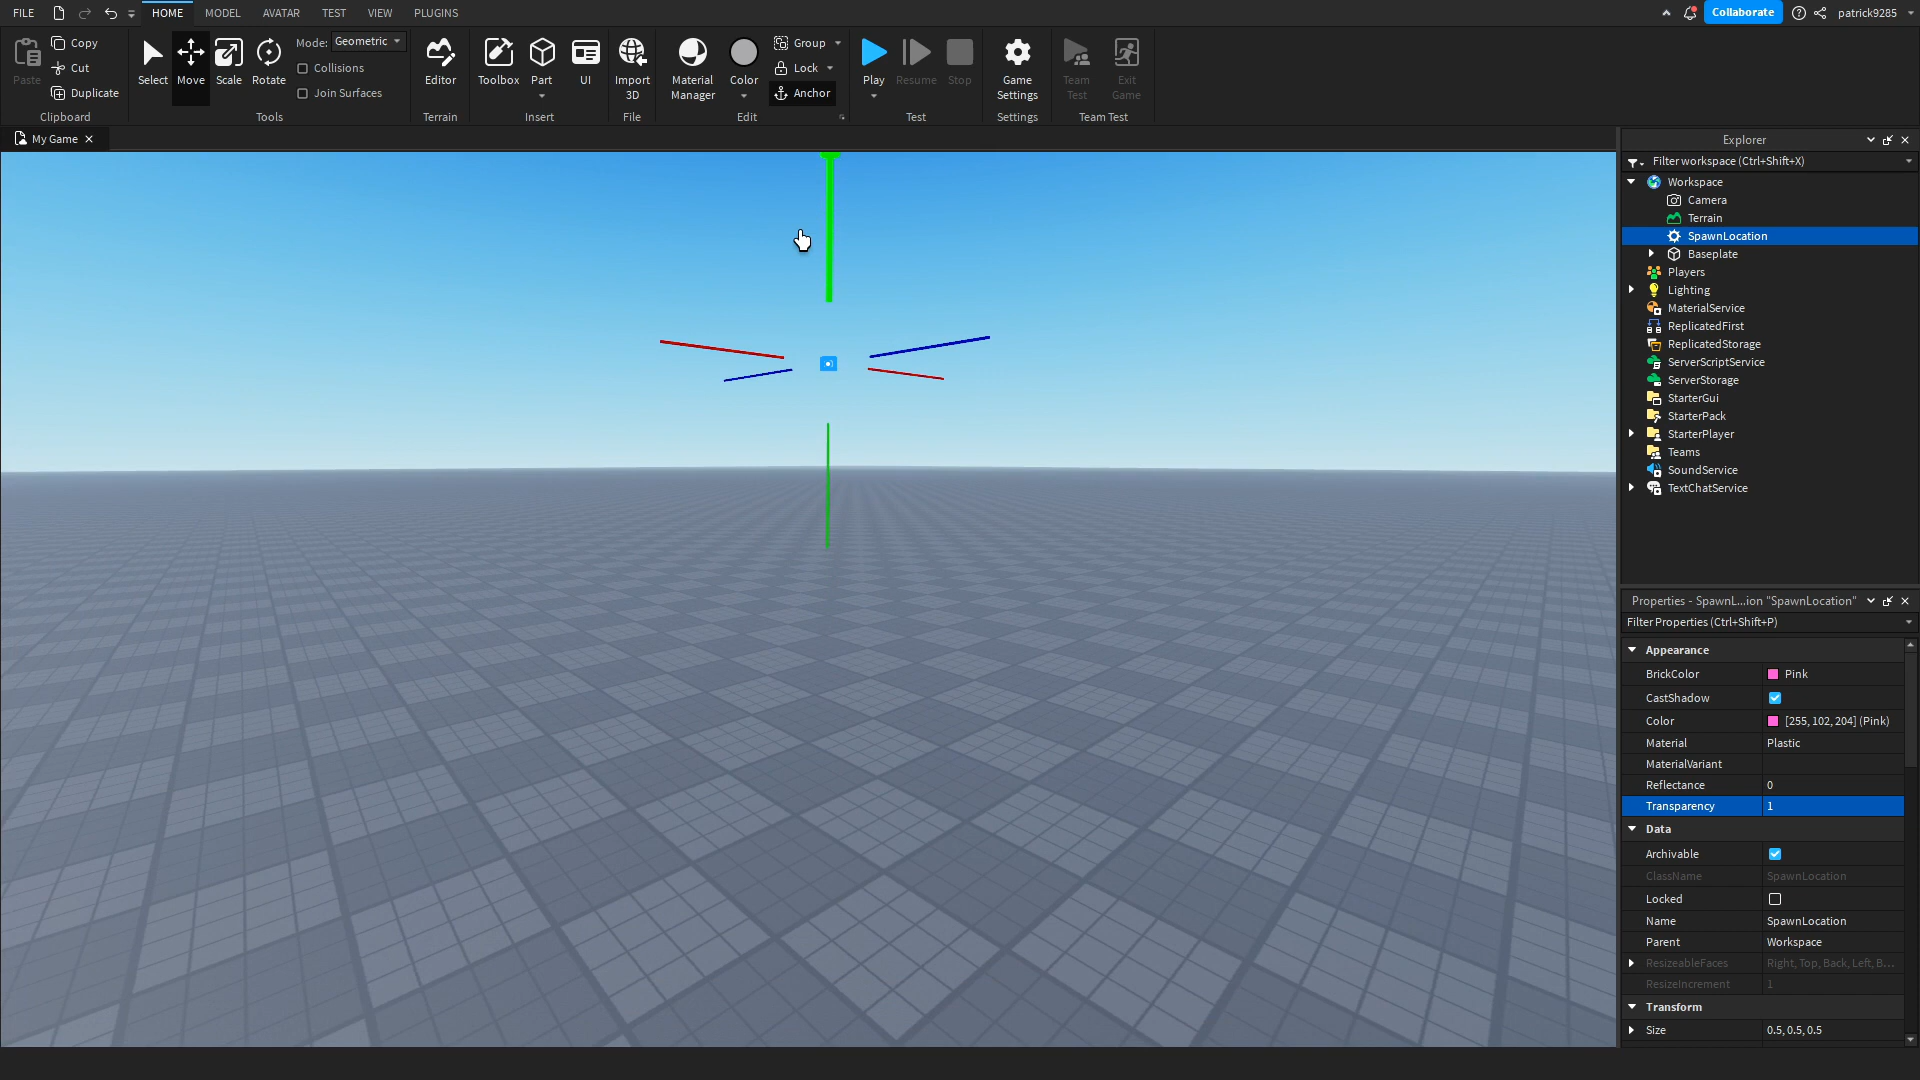 FILE HOME MODEL AVATAR TEST VIEW PLUGINS Collaborate patrick9285
Paste Copy Cut Duplicate Clipboard
Select Move Scale Rotate Mode: Geometric Collisions Join Surfaces Tools
Editor Terrain
Toolbox Part UI Insert
Import 3D File
Material Manager Color Group Lock Anchor Edit
Play Resume Stop Test
Game Settings Settings
Team Test Exit Game Team Test
My Game
Explorer
Filter workspace (Ctrl+Shift+X)
Workspace
Camera
Terrain
SpawnLocation
Baseplate
Players
Lighting
MaterialService
ReplicatedFirst
ReplicatedStorage
ServerScriptService
ServerStorage
StarterGui
StarterPack
StarterPlayer
Teams
SoundService
TextChatService
Properties - SpawnL...ion "SpawnLocation"
Filter Properties (Ctrl+Shift+P)
Appearance
BrickColor Pink
CastShadow
Color [255, 102, 204] (Pink)
Material Plastic
MaterialVariant
Reflectance 0
Transparency 1
Data
Archivable
ClassName SpawnLocation
Locked
Name SpawnLocation
Parent Workspace
ResizeableFaces Right, Top, Back, Left, B...
ResizeIncrement 1
Transform
Size 0.5, 0.5, 0.5